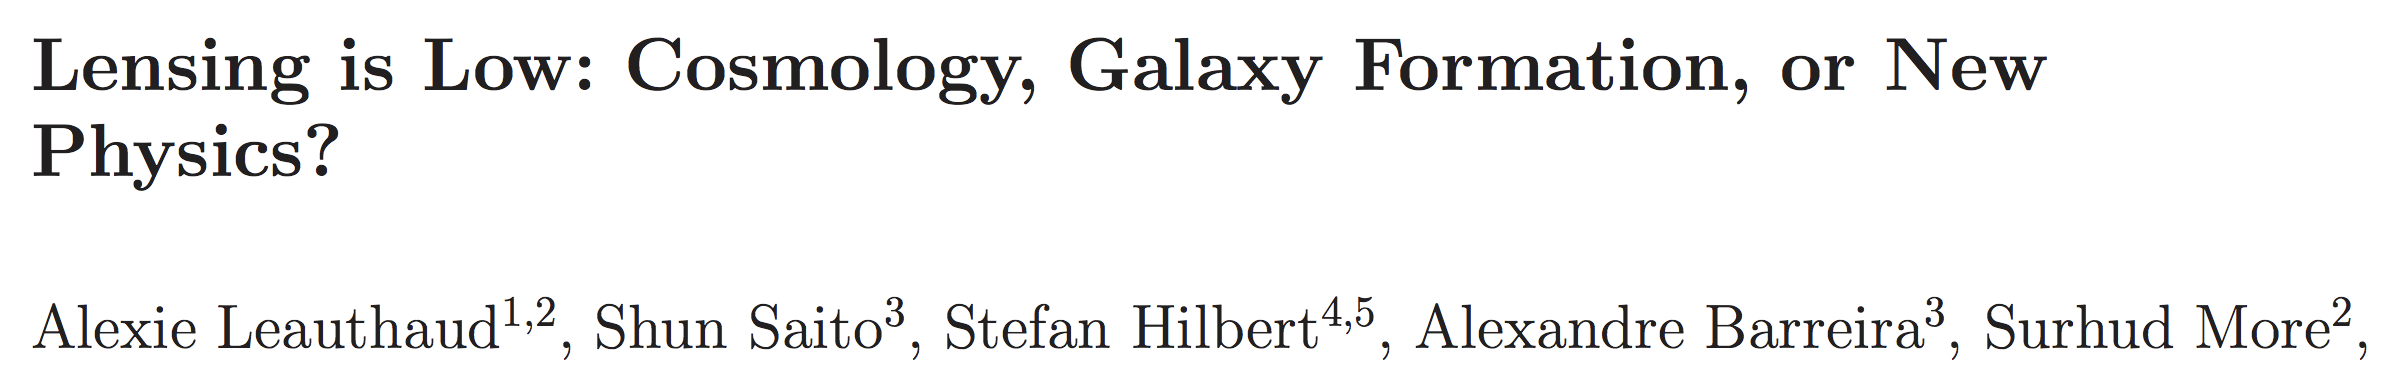 Lensing is Low: Cosmology, Galaxy Formation, or New
Physics?
Alexie Leauthaud1,2, Shun Saito3, Stefan Hilbert4,5, Alexandre Barreira3, Surhud More2,